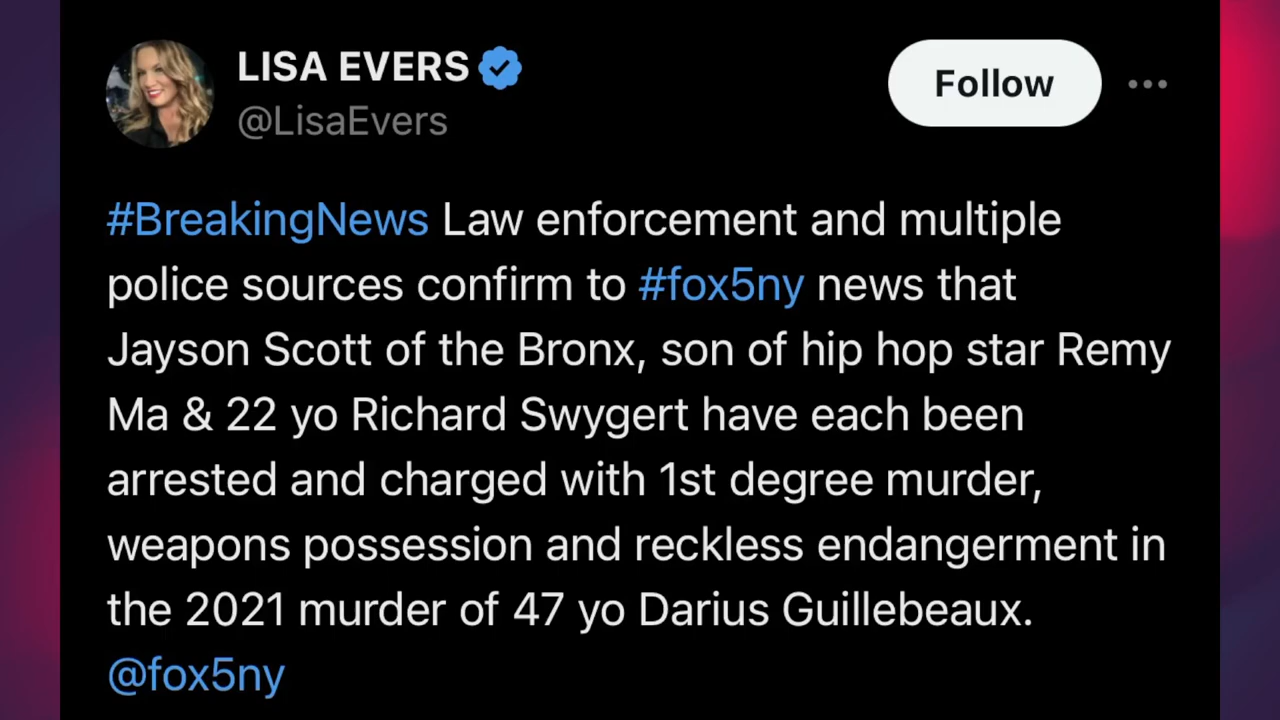 LISA EVERS
@LisaEvers
Follow
#BreakingNews Law enforcement and multiple
police sources confirm to #fox5ny news that
Jayson Scott of the Bronx, son of hip hop star Remy
Ma & 22 yo Richard Swygert have each been
arrested and charged with 1st degree murder,
weapons possession and reckless endangerment in
the 2021 murder of 47 yo Darius Guillebeaux.
@fox5ny